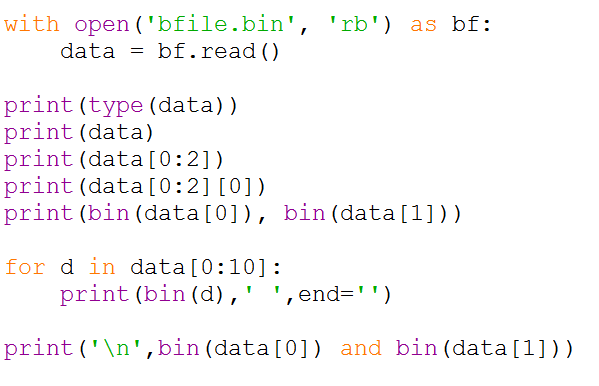 with open('bfile.bin', 'rb') as bf:
    data = bf.read()

print(type(data))
print(data)
print(data[0:2])
print(data[0:2][0])
print(bin(data[0]), bin(data[1]))

for d in data[0:10]:
    print(bin(d),' ',end='')

print('\n',bin(data[0]) and bin(data[1]))